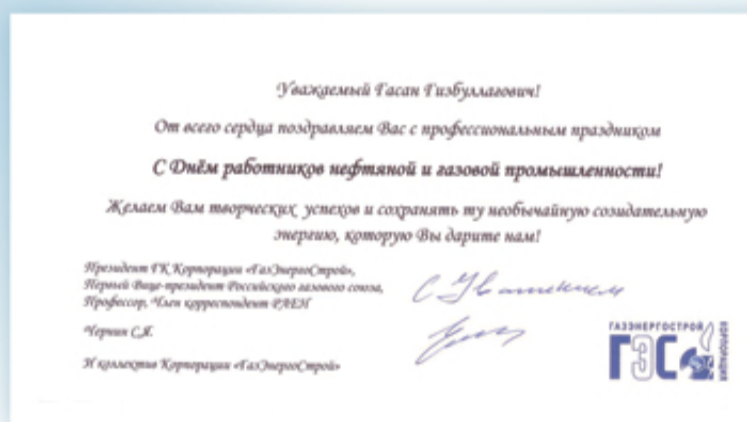 Уважаемый Гасан Гизбуллагович!
От всего сердца поздравляем Вас с профессиональным праздником
С Днём работников нефтяной и газовой промышленности!
Желаем Вам творческих успехов и сохранять ту необычайную созидательную
энергию, которую Вы дарите нам!
Президент ГК Корпорации «ГазЭнергоСтрой»,
Первый Вице-президент Российского газового союза,
Профессор, Член корреспондент РАЕН
Чернин С.Я.
И коллектив Корпорации «ГазЭнергоСтрой»
С Уважением
ГАЗЭНЕРГОСТРОЙ
ГЭС
КОРПОРАЦИЯ